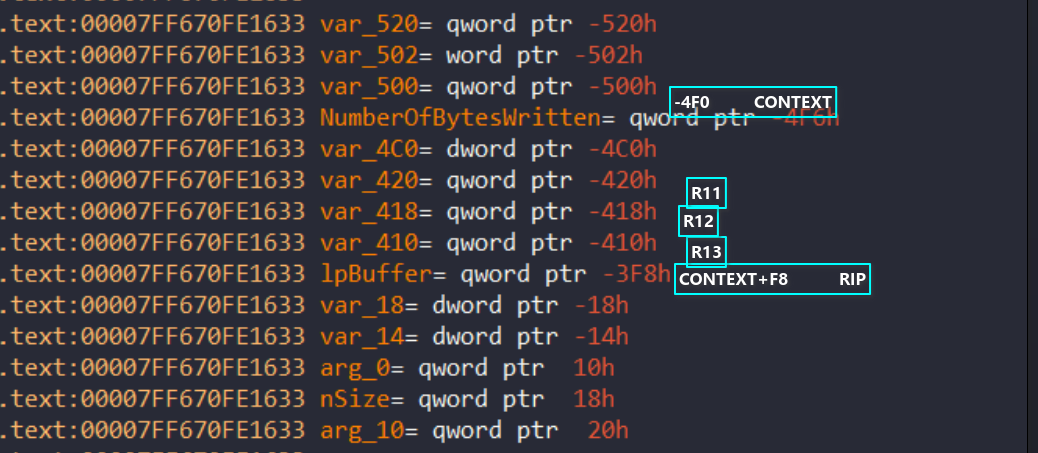 .text:00007FF670FE1633 var_520= qword ptr -520h
.text:00007FF670FE1633 var_502= word ptr -502h
.text:00007FF670FE1633 var_500= qword ptr -500h
-4F0 CONTEXT
.text:00007FF670FE1633 NumberOfBytesWritten= qword ptr -4F6h
.text:00007FF670FE1633 var_4C0= dword ptr -4C0h
.text:00007FF670FE1633 var_420= qword ptr -420h
R11
.text:00007FF670FE1633 var_418= qword ptr -418h
R12
.text:00007FF670FE1633 var_410= qword ptr -410h
R13
.text:00007FF670FE1633 lpBuffer= qword ptr -3F8h
CONTEXT+F8 RIP
.text:00007FF670FE1633 var_18= dword ptr -18h
.text:00007FF670FE1633 var_14= dword ptr -14h
.text:00007FF670FE1633 arg_0= qword ptr 10h
.text:00007FF670FE1633 nSize= qword ptr 18h
.text:00007FF670FE1633 arg_10= qword ptr 20h